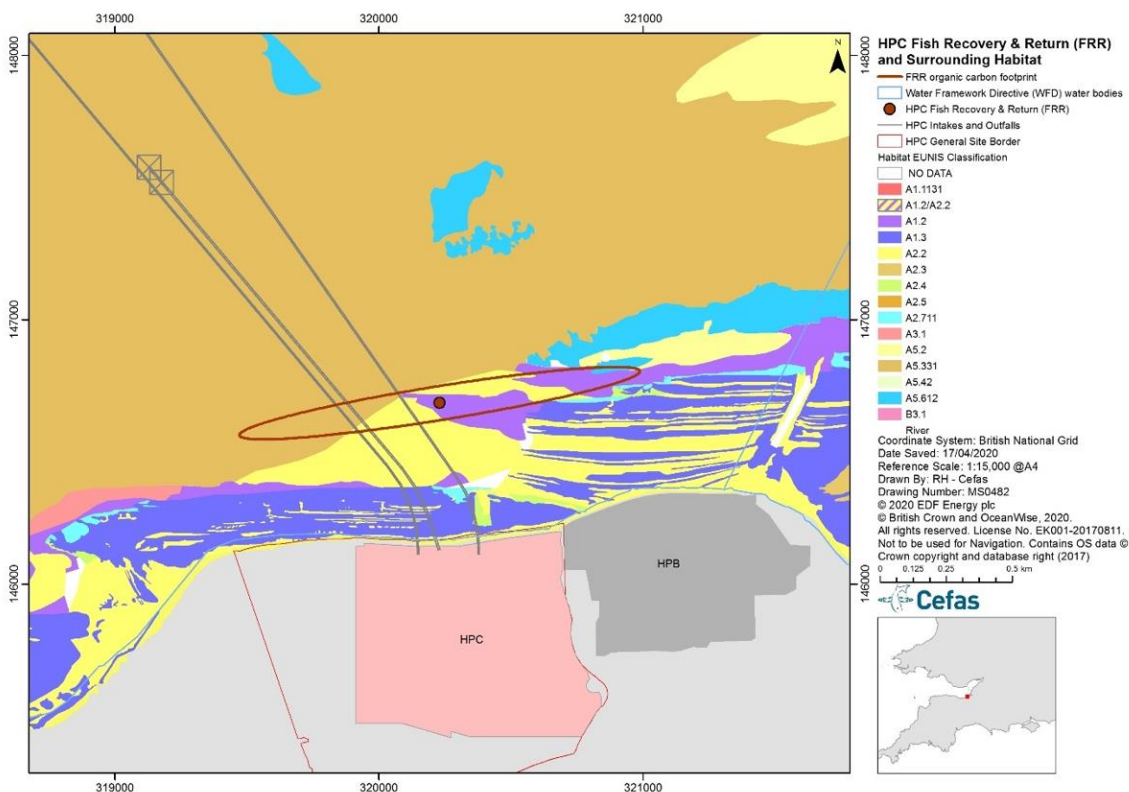 319000
320000
321000
148000
148000
147000
147000
146000
146000
HPB
HPC
319000
320000
321000
N
HPC Fish Recovery & Return (FRR)
and Surrounding Habitat
FRR organic carbon footprint
Water Framework Directive (WFD) water bodies
HPC Fish Recovery & Return (FRR)
HPC Intakes and Outfalls
HPC General Site Border
Habitat EUNIS Classification
NO DATA
A1.1131
A1.2/A2.2
A1.2
A1.3
A2.2
A2.3
A2.4
A2.5
A2.711
A3.1
A5.2
A5.331
A5.42
A5.612
B3.1
River
Coordinate System: British National Grid
Date Saved: 17/04/2020
Reference Scale: 1:15,000 @A4
Drawn By: RH - Cefas
Drawing Number: MS0482
© 2020 EDF Energy plc
© British Crown and OceanWise, 2020.
All rights reserved. License No. EK001-20170811.
Not to be used for Navigation. Contains OS data ©
Crown copyright and database right (2017)
0 0.125 0.25 0.5 km
Cefas